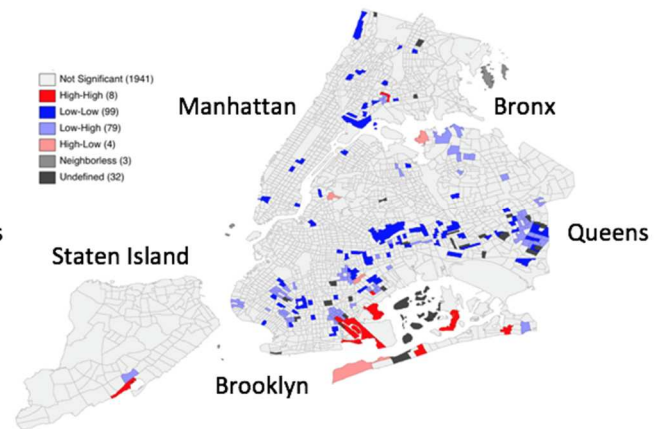 Not Significant (1941)
High-High (8)
Low-Low (99)
Low-High (79)
High-Low (4)
Neighborless (3)
Undefined (32)
Manhattan
Bronx
s
Staten Island
Queens
Brooklyn